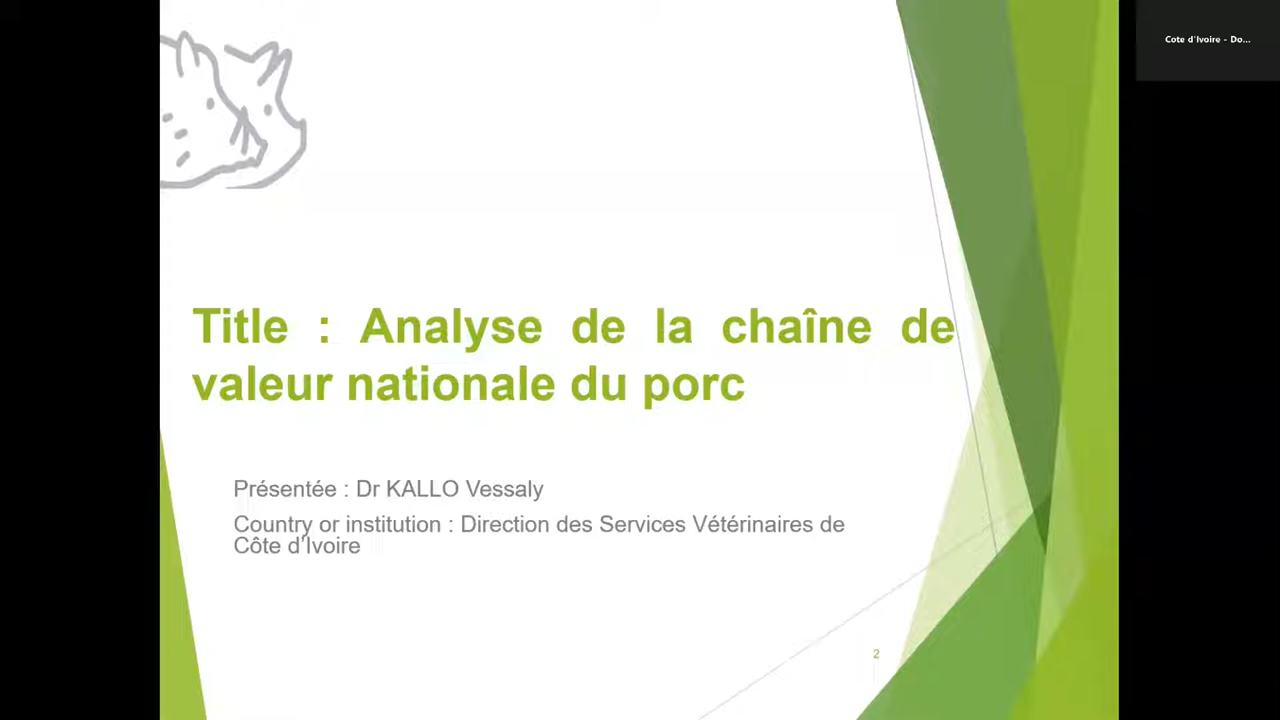 Cote d'Ivoire - Do...
Title : Analyse de la chaîne de
valeur nationale du porc
Présentée : Dr KALLO Vessaly
Country or institution : Direction des Services Vétérinaires de
Côte d'Ivoire
2